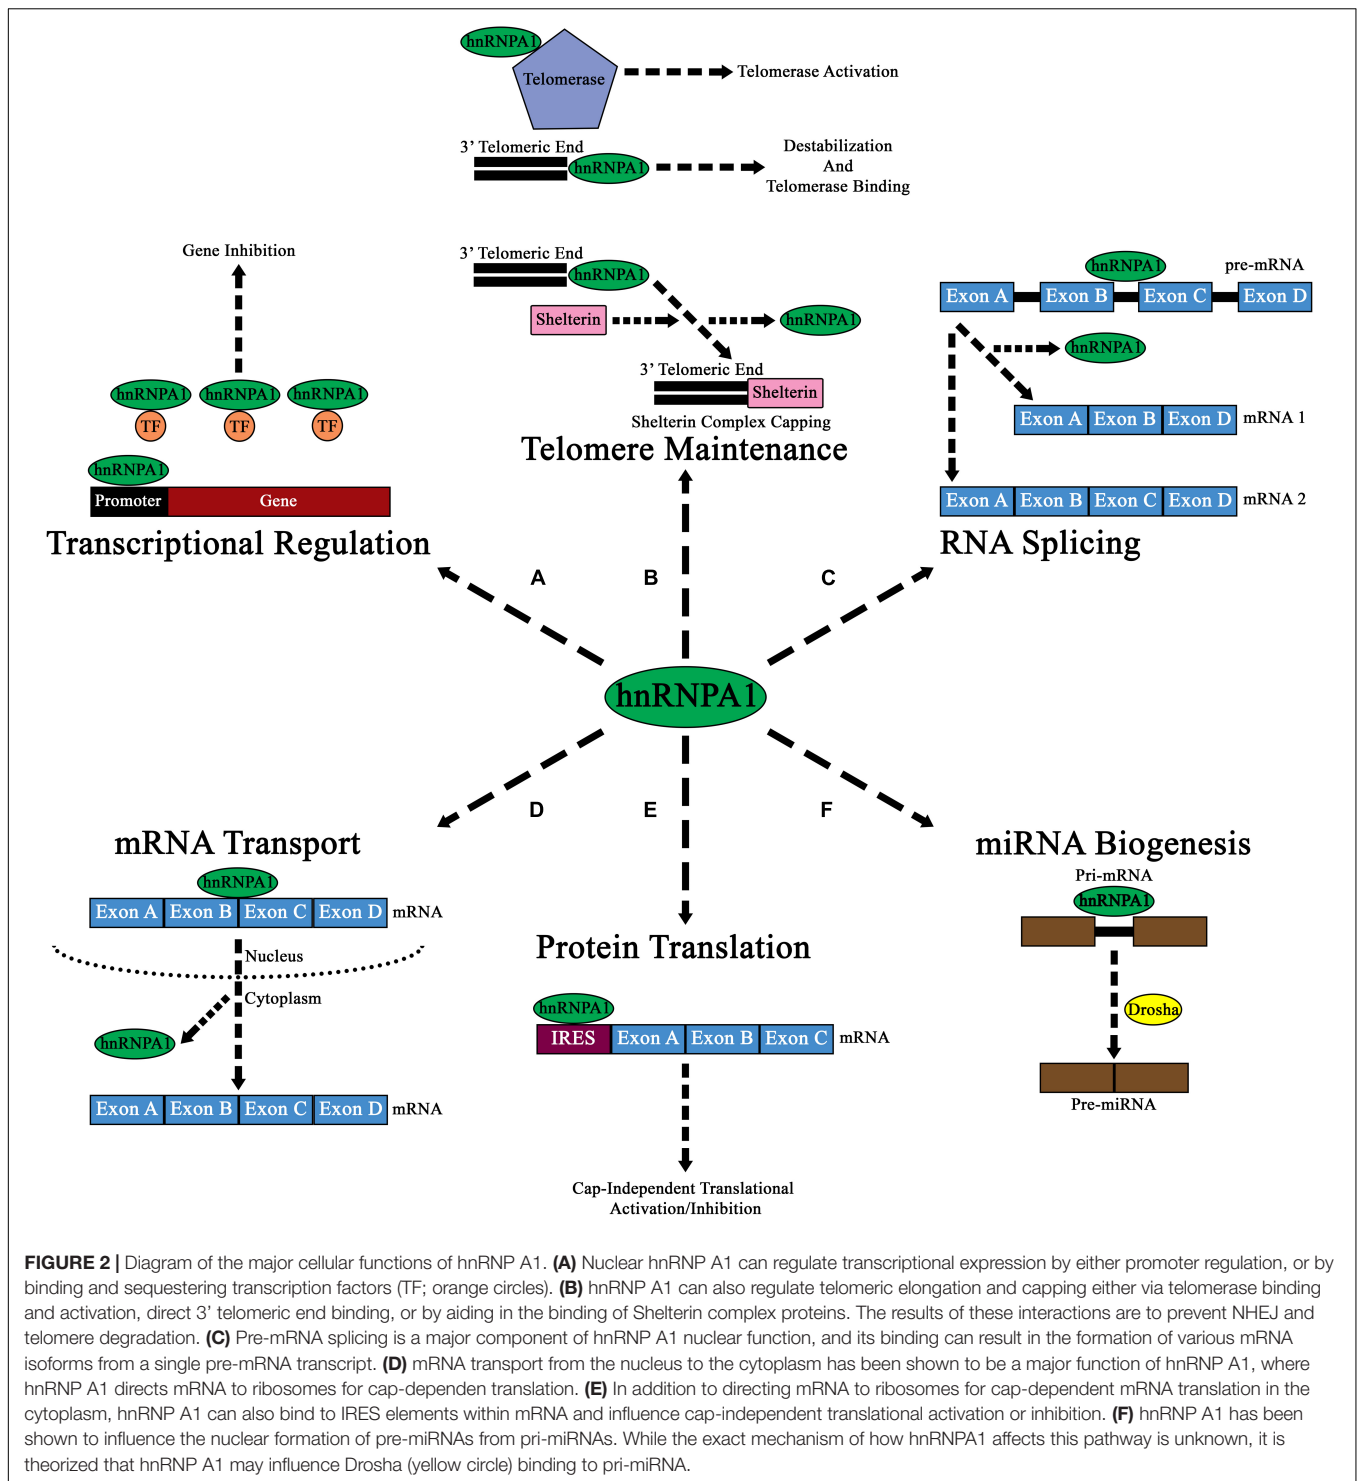 hnRNPA1
Telomerase
Telomerase Activation
3' Telomeric End
hnRNPA1
Destabilization
And
Telomerase Binding
3' Telomeric End
hnRNPA1
Shelterin
hnRNPA1
3' Telomeric End
Shelterin
Shelterin Complex Capping
Telomere Maintenance
Gene Inhibition
hnRNPA1 hnRNPA1 hnRNPA1
TF TF TF
hnRNPA1
Promoter Gene
Transcriptional Regulation
hnRNPA1
pre-mRNA
Exon A Exon B Exon C Exon D
hnRNPA1
Exon A Exon B Exon D mRNA 1
Exon A Exon B Exon C Exon D mRNA 2
RNA Splicing
A B C
hnRNPA1
D E F
mRNA Transport
hnRNPA1
Exon A Exon B Exon C Exon D mRNA
Nucleus
Cytoplasm
hnRNPA1
Exon A Exon B Exon C Exon D mRNA
Protein Translation
hnRNPA1
IRES Exon A Exon B Exon C mRNA
Cap-Independent Translational
Activation/Inhibition
miRNA Biogenesis
Pri-mRNA
hnRNPA1
Drosha
Pre-miRNA
FIGURE 2 | Diagram of the major cellular functions of hnRNP A1. (A) Nuclear hnRNP A1 can regulate transcriptional expression by either promoter regulation, or by
binding and sequestering transcription factors (TF; orange circles). (B) hnRNP A1 can also regulate telomeric elongation and capping either via telomerase binding
and activation, direct 3' telomeric end binding, or by aiding in the binding of Shelterin complex proteins. The results of these interactions are to prevent NHEJ and
telomere degradation. (C) Pre-mRNA splicing is a major component of hnRNP A1 nuclear function, and its binding can result in the formation of various mRNA
isoforms from a single pre-mRNA transcript. (D) mRNA transport from the nucleus to the cytoplasm has been shown to be a major function of hnRNP A1, where
hnRNP A1 directs mRNA to ribosomes for cap-dependen translation. (E) In addition to directing mRNA to ribosomes for cap-dependent mRNA translation in the
cytoplasm, hnRNP A1 can also bind to IRES elements within mRNA and influence cap-independent translational activation or inhibition. (F) hnRNP A1 has been
shown to influence the nuclear formation of pre-miRNAs from pri-miRNAs. While the exact mechanism of how hnRNPA1 affects this pathway is unknown, it is
theorized that hnRNP A1 may influence Drosha (yellow circle) binding to pri-miRNA.